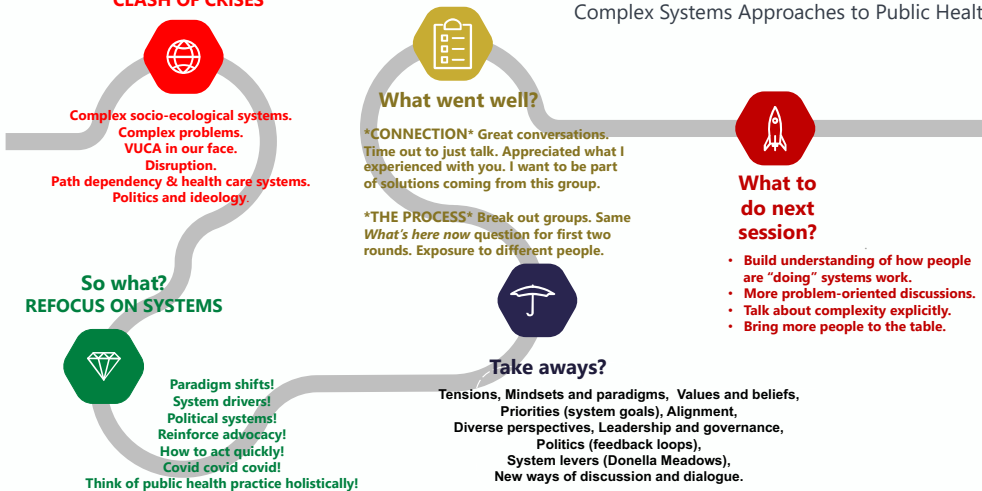 CLASH OF CRISES
Complex socio-ecological systems.
Complex problems.
VUCA in our face.
Disruption.
Path dependency & health care systems.
Politics and ideology.
So what?
REFOCUS ON SYSTEMS
Paradigm shifts!
System drivers!
Political systems!
Reinforce advocacy!
How to act quickly!
Covid covid covid!
Think of public health practice holistically!
What went well?
*CONNECTION* Great conversations.
Time out to just talk. Appreciated what I
experienced with you. I want to be part
of solutions coming from this group.
*THE PROCESS* Break out groups. Same
What's here now question for first two
rounds. Exposure to different people.
Take aways?
Tensions, Mindsets and paradigms, Values and beliefs,
Priorities (system goals), Alignment,
Diverse perspectives, Leadership and governance,
Politics (feedback loops),
System levers (Donella Meadows),
New ways of discussion and dialogue.
Complex Systems Approaches to Public Healt
What to
do next
session?
• Build understanding of how people
are “doing” systems work.
• More problem-oriented discussions.
• Talk about complexity explicitly.
• Bring more people to the table.